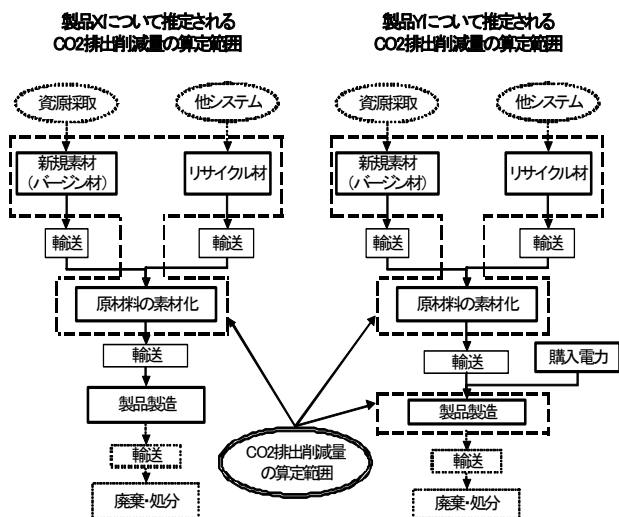 製品Xについて推定される
CO2排出削減量の算定範囲
資源採取
他システム
新規素材
(バージン材)
リサイクル材
輸送
輸送
原材料の素材化
輸送
製品製造
輸送
廃棄・処分
製品Yについて推定される
CO2排出削減量の算定範囲
資源採取
他システム
新規素材
(バージン材)
リサイクル材
輸送
輸送
原材料の素材化
輸送
購入電力
製品製造
輸送
廃棄・処分
CO2排出削減量
の算定範囲